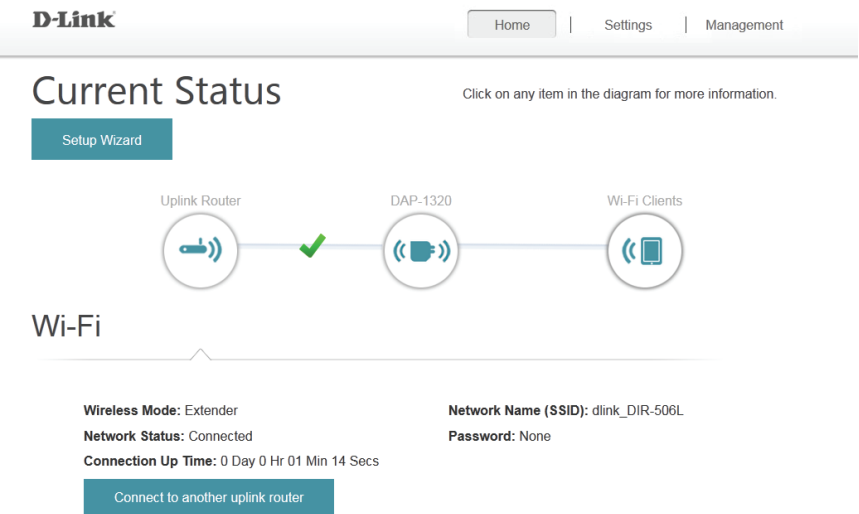 D-Link
Home | Settings | Management
Current Status
Click on any item in the diagram for more information.
Setup Wizard
Uplink Router
DAP-1320
Wi-Fi Clients
Wi-Fi
Wireless Mode: Extender
Network Name (SSID): dlink_DIR-506L
Network Status: Connected
Password: None
Connection Up Time: 0 Day 0 Hr 01 Min 14 Secs
Connect to another uplink router